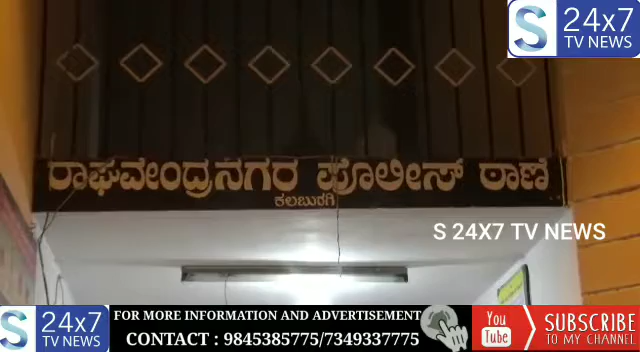 S 24x7
TV NEWS
ರಾಘವೇಂದ್ರನಗರ ಪೊಲೀಸ್ ಠಾಣೆ
ಕಲಬುರಗಿ
S 24X7 TV NEWS
S 24x7
TV NEWS
FOR MORE INFORMATION AND ADVERTISEMENT
CONTACT : 9845385775/7349337775
You
Tube
SUBSCRIBE
TO MY CHANNEL